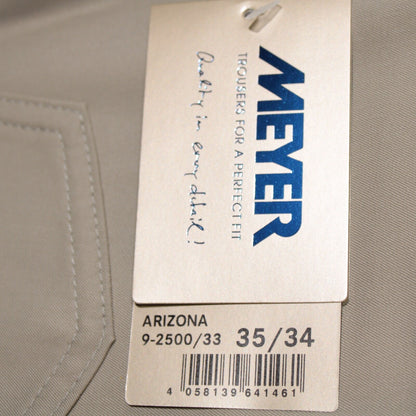 MEYER
TROUSERS FOR A PERFECT FIT
Quality in every detail!
ARIZONA
9-2500/33 35/34
4 058139 641461